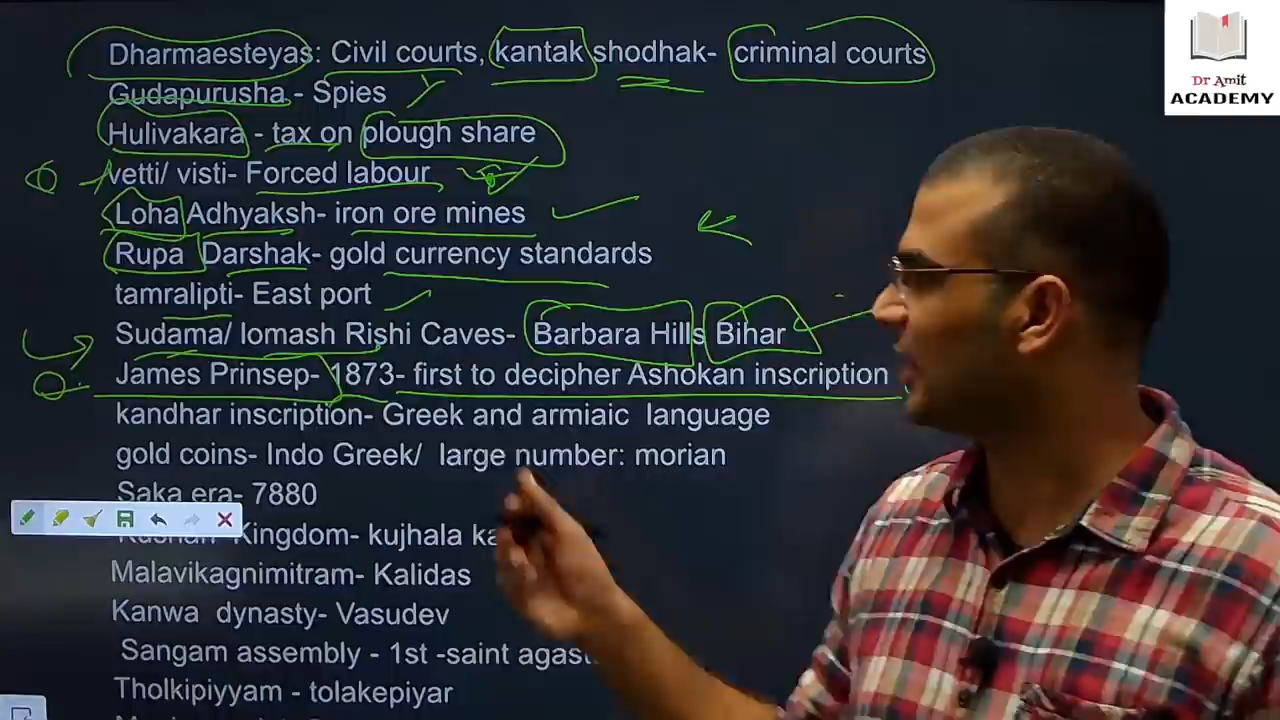 Dr Amit
ACADEMY
Dharmaesteyas: Civil courts, kantak shodhak- criminal courts
Gudapurusha - Spies
Hulivakara - tax on plough share
vetti/ visti- Forced labour
Loha Adhyaksh- iron ore mines
Rupa Darshak- gold currency standards
tamralipti- East port
Sudama/ lomash Rishi Caves- Barbara Hills Bihar
James Prinsep- 1873- first to decipher Ashokan inscription
kandhar inscription- Greek and armiaic language
gold coins- Indo Greek/ large number: morian
Saka era- 7880
Kushan Kingdom- kujhala
Malavikagnimitram- Kalidas
Kanwa dynasty- Vasudev
Sangam assembly - 1st -saint
Tholkipiyyam - tolakepiyar